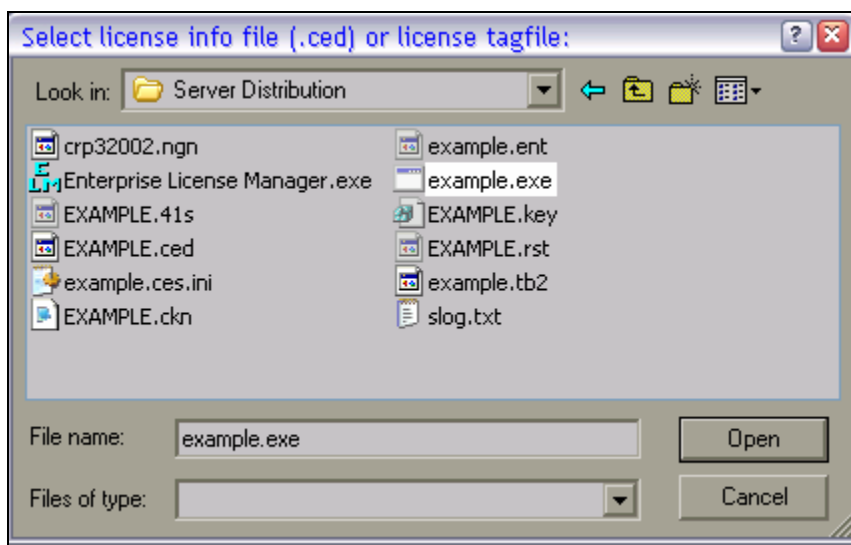 Select license info file (.ced) or license tagfile:
Look in: Server Distribution
crp32002.ngn
Enterprise License Manager.exe
EXAMPLE.41s
EXAMPLE.ced
example.ces.ini
EXAMPLE.ckn
example.ent
example.exe
EXAMPLE.key
EXAMPLE.rst
example.tb2
slog.txt
File name: example.exe
Open
Files of type:
Cancel